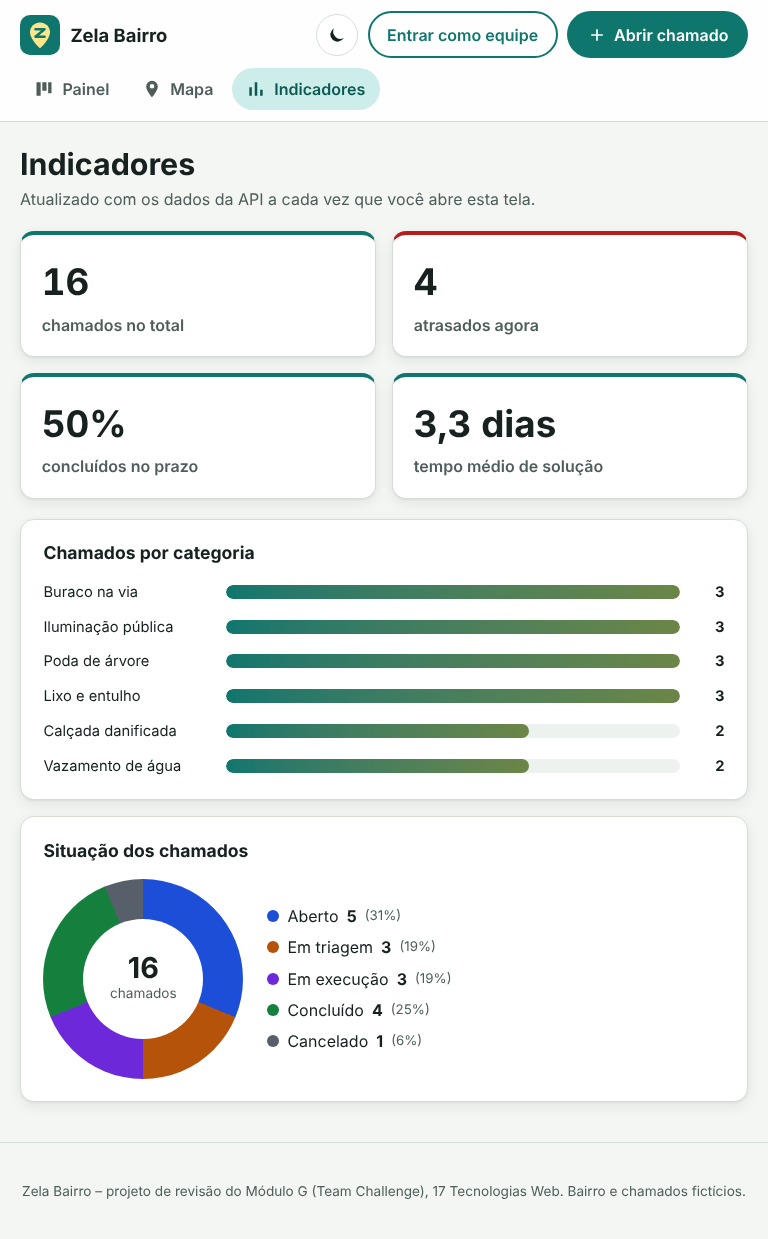 Zela Bairro
Entrar como equipe
+ Abrir chamado
Painel
Mapa
Indicadores
Indicadores
Atualizado com os dados da API a cada vez que você abre esta tela.
16
chamados no total
4
atrasados agora
50%
concluídos no prazo
3,3 dias
tempo médio de solução
Chamados por categoria
Buraco na via 3
Iluminação pública 3
Poda de árvore 3
Lixo e entulho 3
Calçada danificada 2
Vazamento de água 2
Situação dos chamados
16
chamados
Aberto 5 (31%)
Em triagem 3 (19%)
Em execução 3 (19%)
Concluído 4 (25%)
Cancelado 1 (6%)
Zela Bairro – projeto de revisão do Módulo G (Team Challenge), 17 Tecnologias Web. Bairro e chamados fictícios.